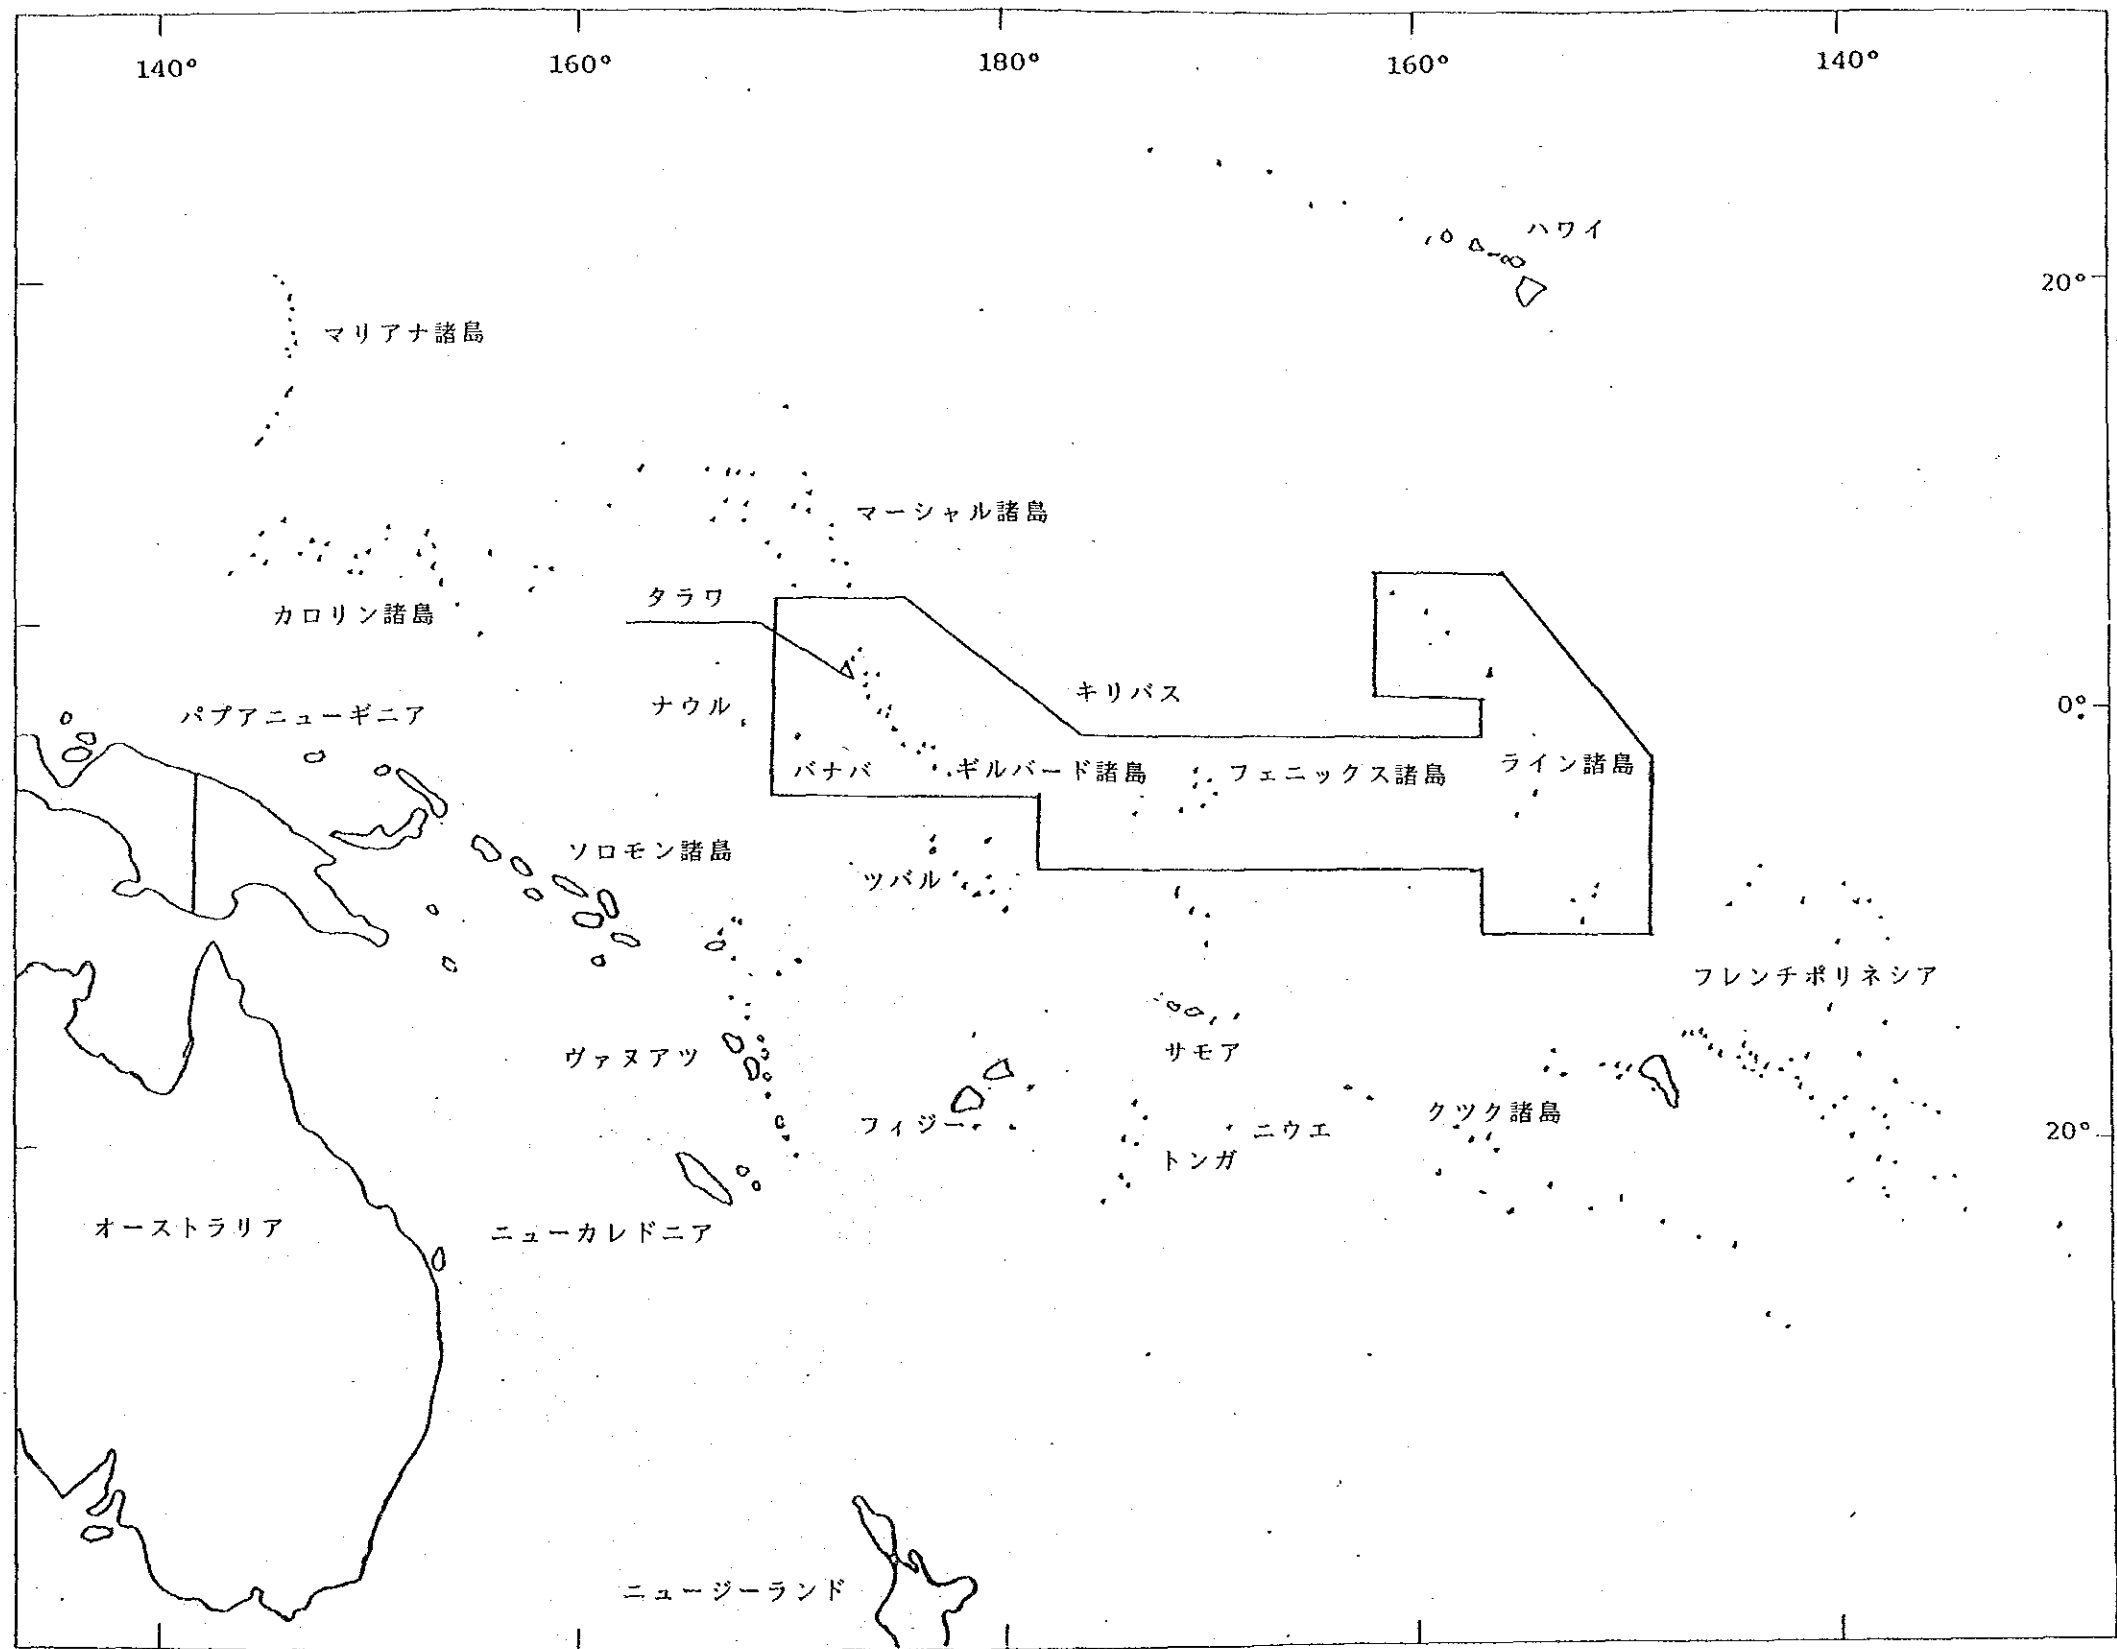 140° 160° 180° 160° 140°
ハワイ
20°
マリアナ諸島
マーシャル諸島
タラワ
カロリン諸島
キリバス
ナウル
0°
パプアニューギニア
バナバ
ギルバード諸島
フェニックス諸島
ライン諸島
ソロモン諸島
ツバル
フレンチポリネシア
ヴァヌアツ
サモア
クツク諸島
フィジー
ニウエ
20°
トンガ
オーストラリア
ニューカレドニア
ニュージーランド